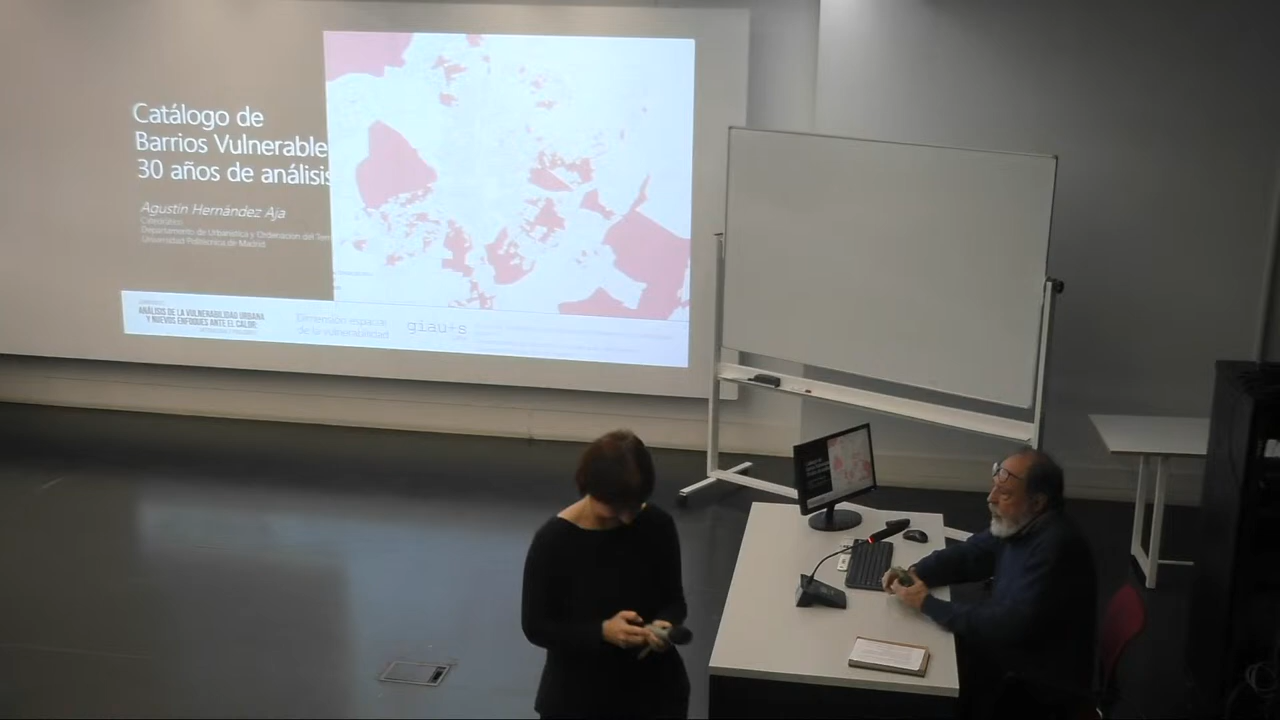 Catálogo de
Barrios Vulnerable
30 años de análisis
Agustín Hernández Aja
Catedrático
Departamento de Urbanística y Ordenación del Terri
Universidad Politécnica de Madrid
ANÁLISIS DE LA VULNERABILIDAD URBANA
Y NUEVOS ENFOQUES ANTE EL CALOR:
Dimensión espacial
de la vulnerabilidad
giau+s